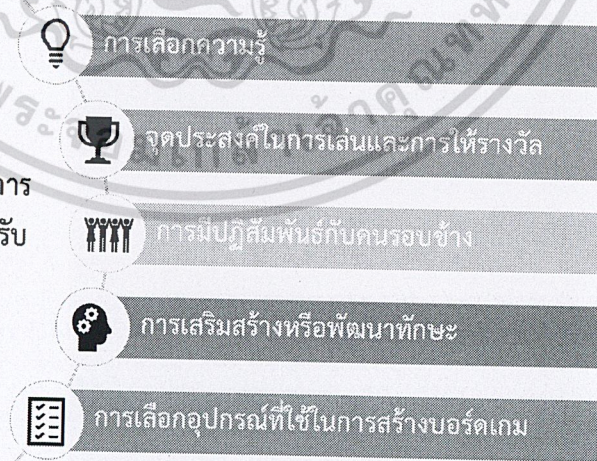 การเลือกความรู้
จุดประสงค์ในการเล่นและการให้รางวัล
การ
รับ
การมีปฏิสัมพันธ์กับคนรอบข้าง
การเสริมสร้างหรือพัฒนาทักษะ
การเลือกอุปกรณ์ที่ใช้ในการสร้างบอร์ดเกม